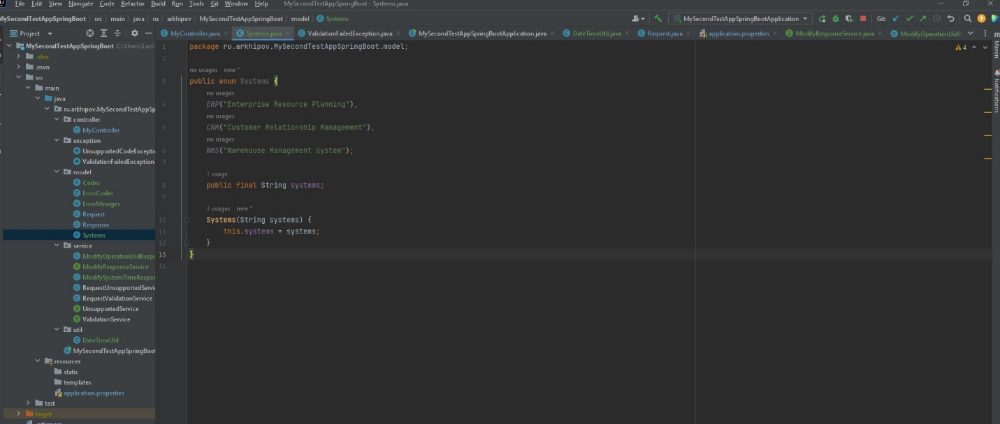 File Edit View Navigate Code Refactor Build Run Tools Git Window Help MySecondTestAppSpringBoot - Systems.java
MySecondTestAppSpringBoot src main java ru arkhipov MySecondTestAppSpringBoot model Systems MySecondTestAppSpringBootApplication Git:
Project MyController.java Systems.java ValidationFailedException.java MySecondTestAppSpringBootApplication.java DateTimeUtil.java Request.java application.properties ModifyResponseService.java ModifyOperationUidR
MySecondTestAppSpringBoot C:\Users\Lars\
.idea
.mvn
src
main
java
ru.arkhipov.MySecondTestAppSp
controller
MyController
exception
UnsupportedCodeExcepti
ValidationFailedException
model
Codes
ErrorCodes
ErrorMesages
Request
Response
Systems
service
ModifyOperationUidRespo
ModifyResponseService
ModifySystemTimeRespon
RequestUnsupportedServi
RequestValidationService
UnsupportedService
ValidationService
util
DateTimeUtil
MySecondTestAppSpringBoot
resources
static
templates
application.properties
test
target
1 package ru.arkhipov.MySecondTestAppSpringBoot.model;
2
no usages new *
3 public enum Systems {
no usages
4 ERP("Enterprise Resource Planning"),
no usages
5 CRM("Customer Relationship Management"),
no usages
6 WMS("Warehouse Management System");
7
1 usage
8 public final String systems;
9
3 usages new *
10 Systems(String systems) {
11 this.systems = systems;
12 }
13 }
14
4
Maven
Notifications